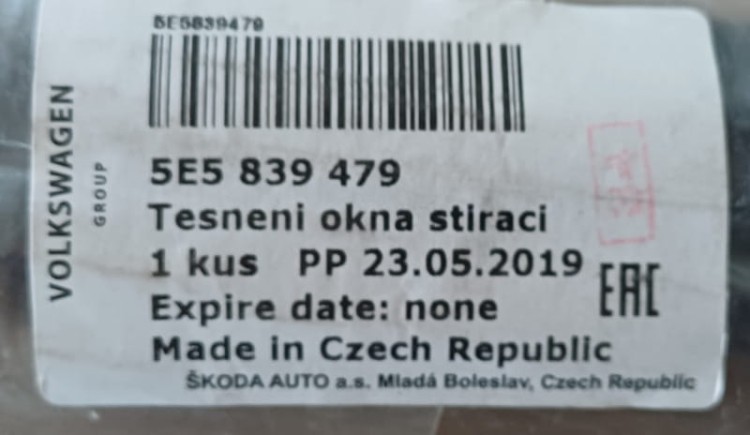 5E5839479
5E5 839 479
Tesneni okna stiraci
1 kus PP 23.05.2019
Expire date: none
Made in Czech Republic
ŠKODA AUTO a.s. Mladá Boleslav, Czech Republic
VOLKSWAGEN
GROUP
EAC